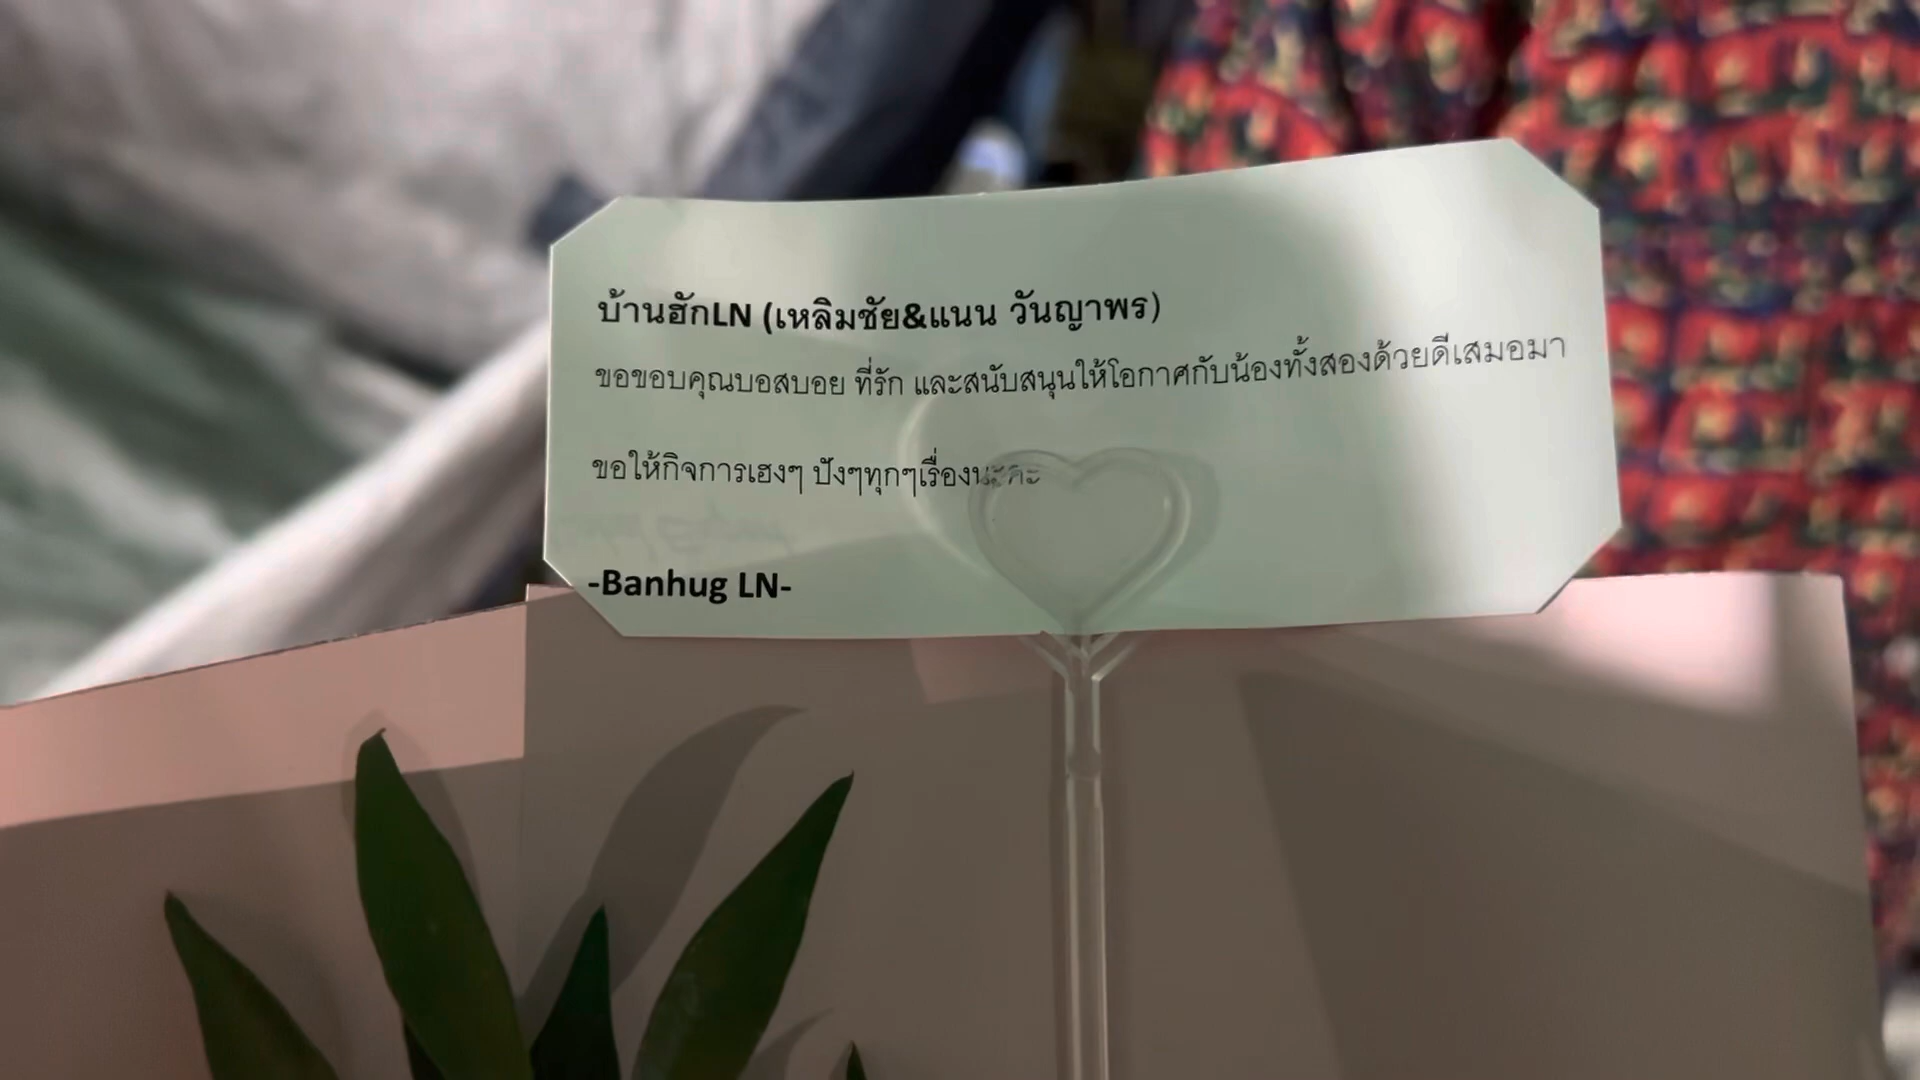 บ้านฮักLN (เหลิมชัย&แนน วันญาพร)
ขอขอบคุณบอสบอย ที่รัก และสนับสนุนให้โอกาศกับน้องทั้งสองด้วยดีเสมอมา
ขอให้กิจการเฮงๆ ปังๆทุกๆเรื่องนะคะ
-Banhug LN-